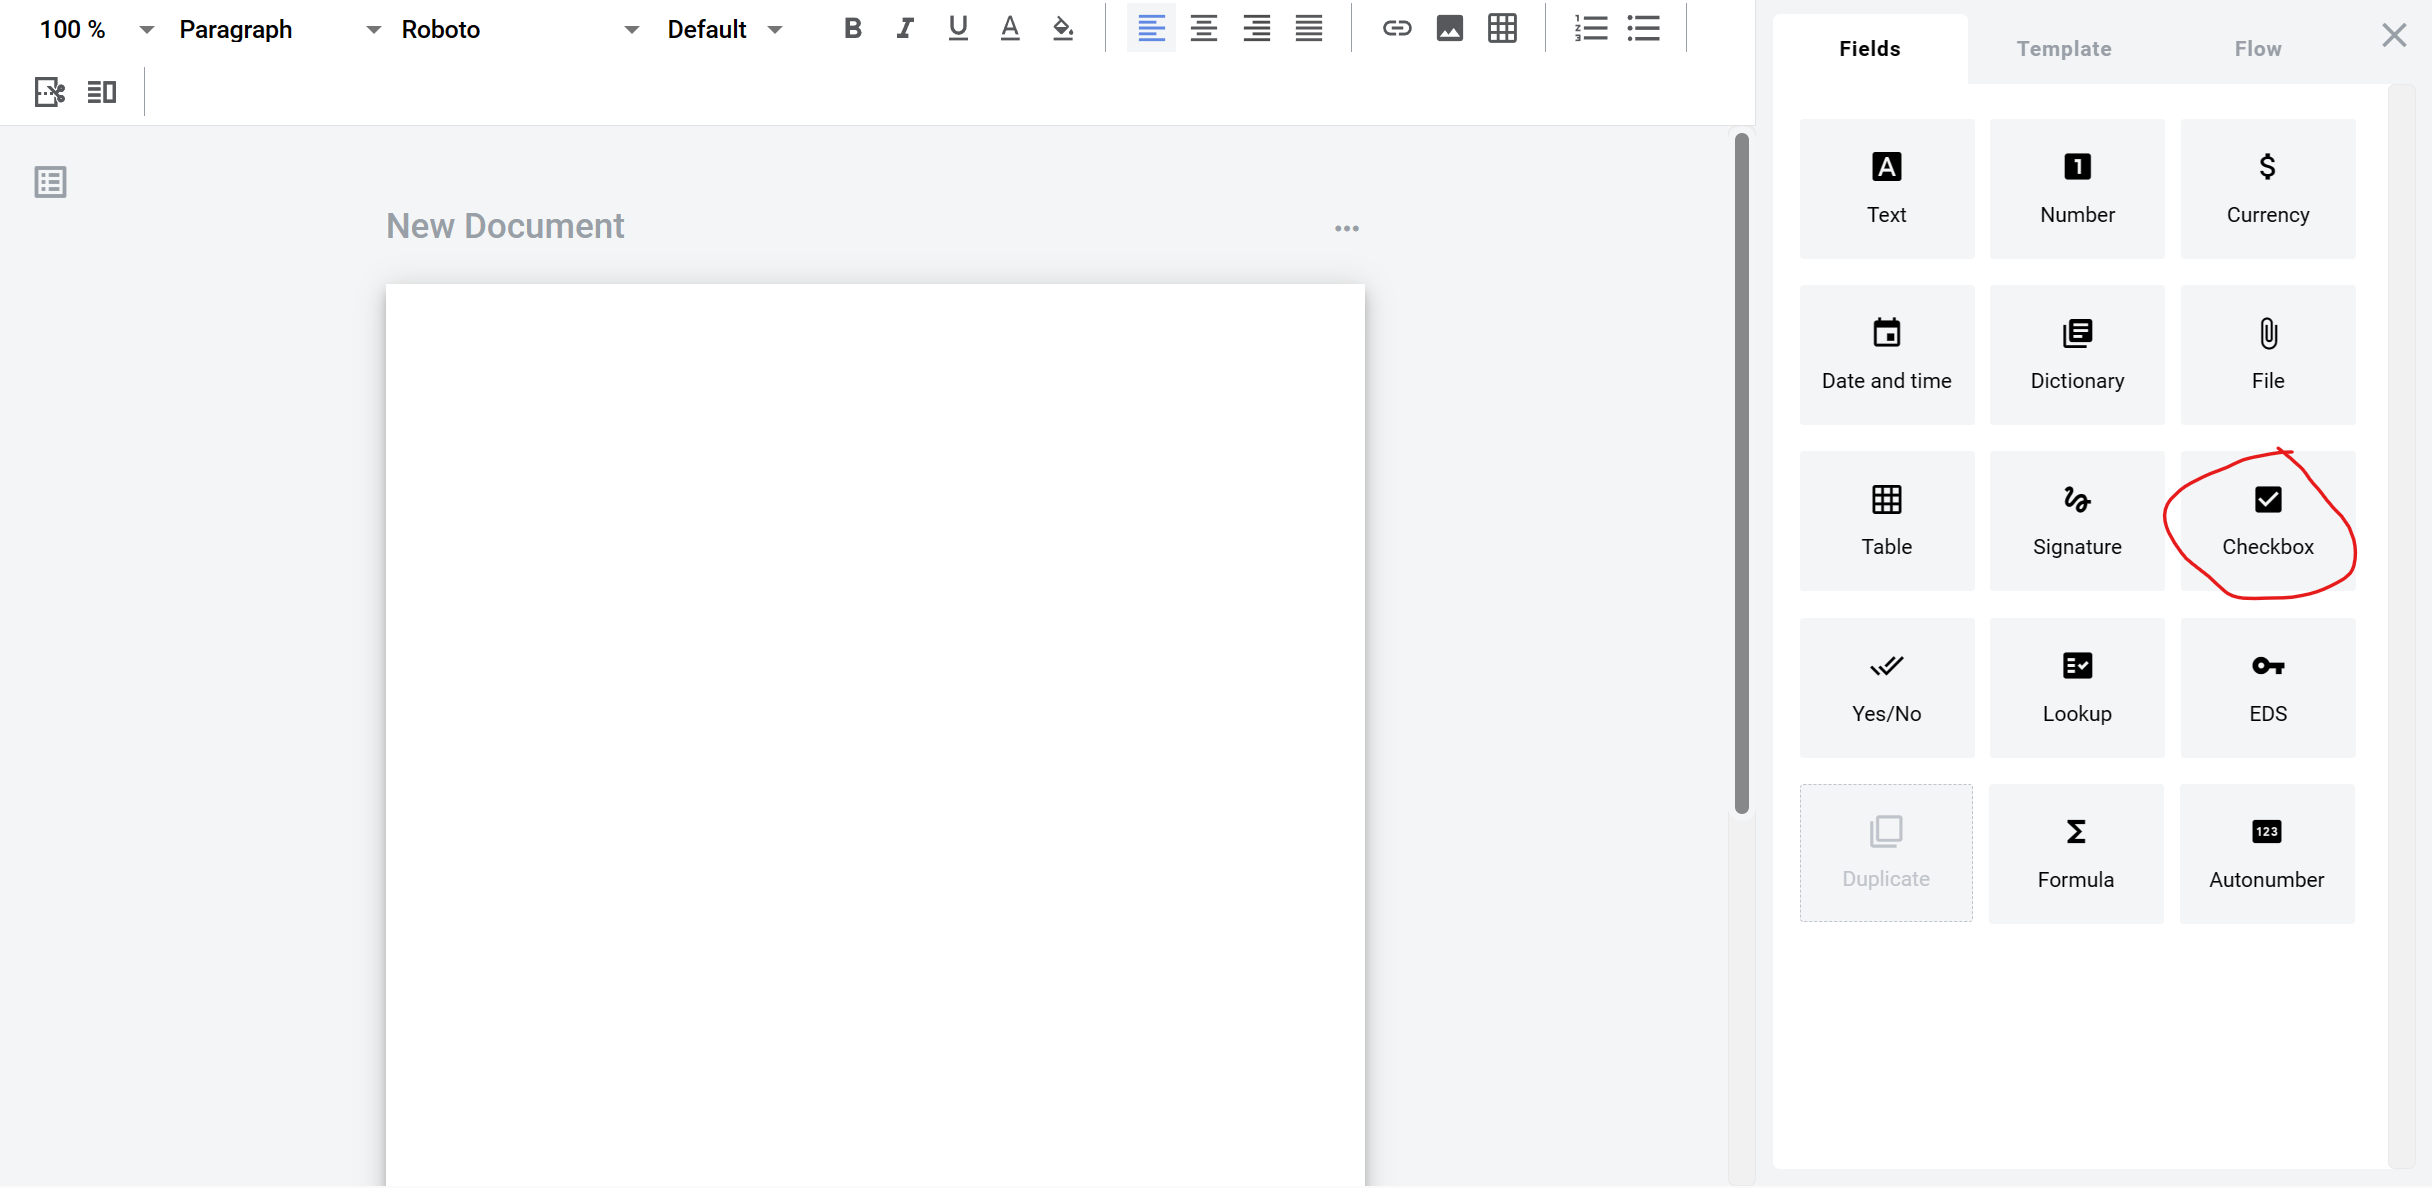 100 % Paragraph Roboto Default
New Document
Fields Template Flow
Text Number Currency
Date and time Dictionary File
Table Signature Checkbox
Yes/No Lookup EDS
Duplicate Formula Autonumber